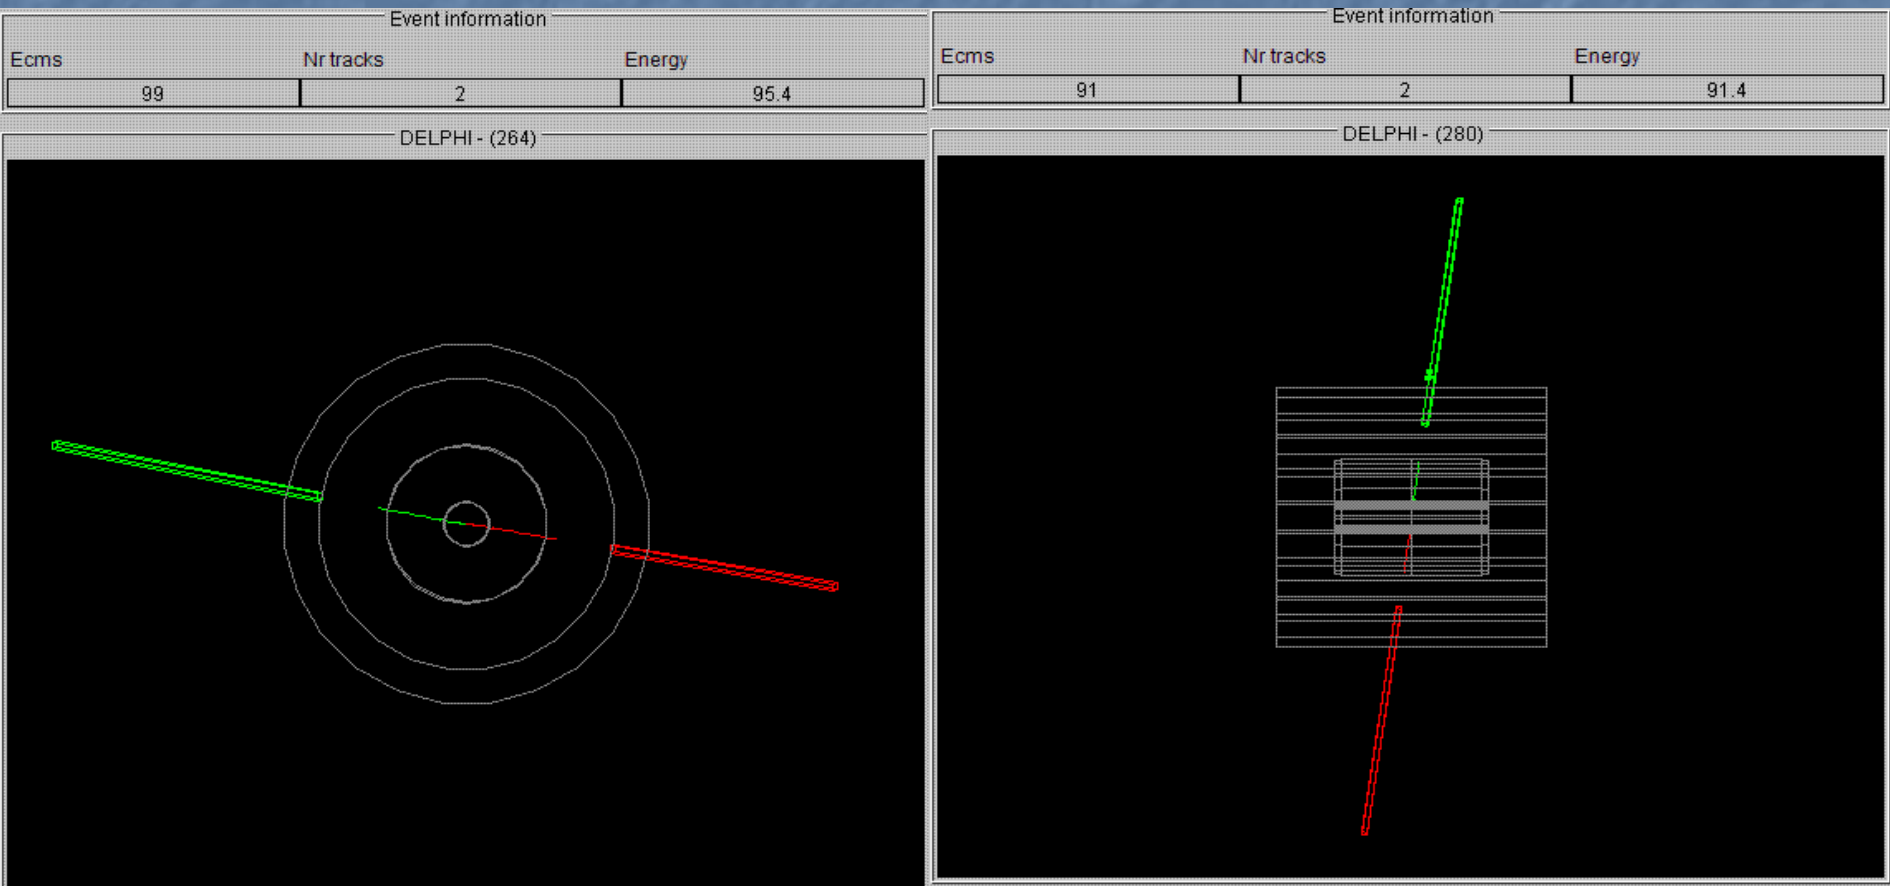 Event information
Ecms Nr tracks Energy
99 2 95.4
DELPHI - (264)
Event information
Ecms Nr tracks Energy
91 2 91.4
DELPHI - (280)